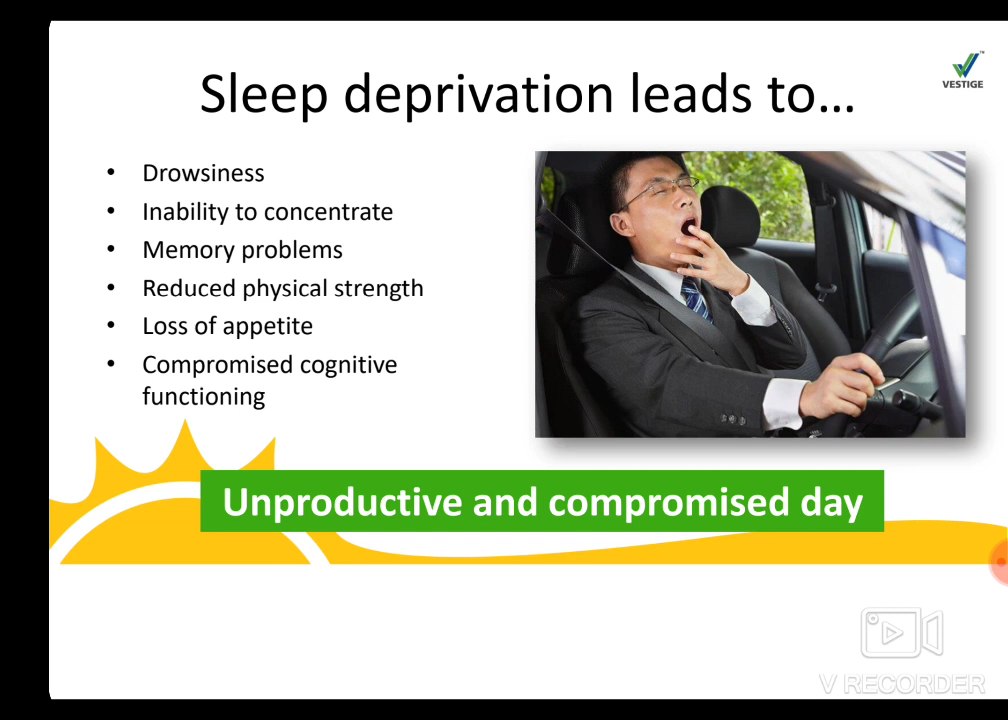 Sleep deprivation leads to...
VESTIGE™
• Drowsiness
• Inability to concentrate
• Memory problems
• Reduced physical strength
• Loss of appetite
• Compromised cognitive
functioning
Unproductive and compromised day
V RECORDER